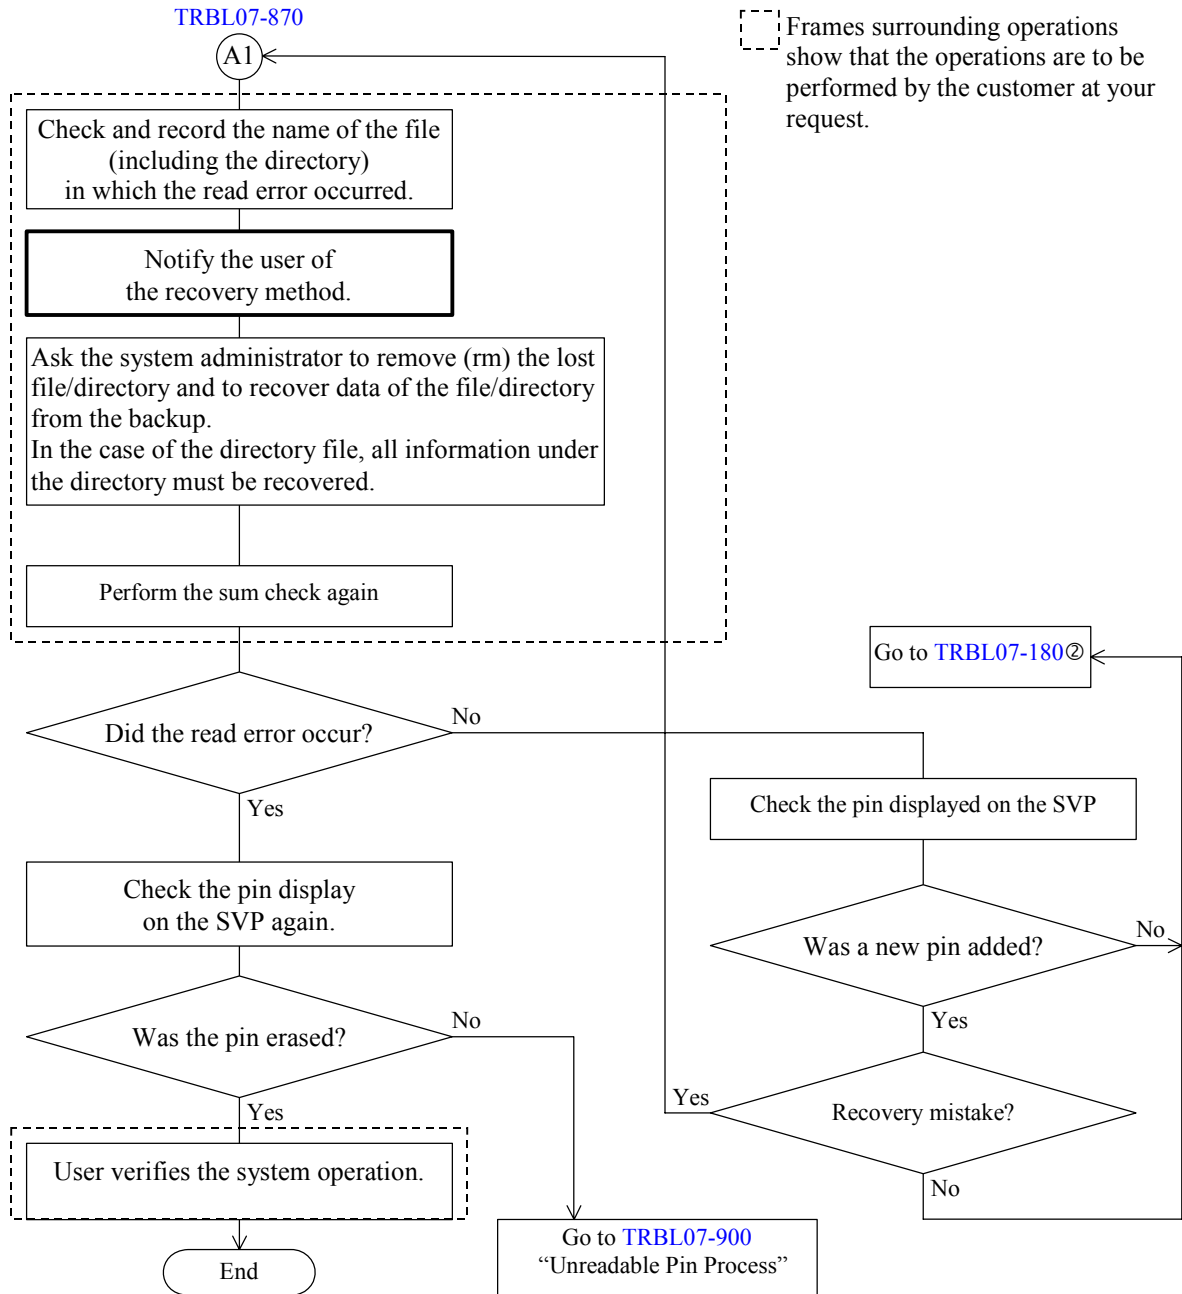 TRBL07-870
A1
Frames surrounding operations
show that the operations are to be
performed by the customer at your
request.
Check and record the name of the file
(including the directory)
in which the read error occurred.
Notify the user of
the recovery method.
Ask the system administrator to remove (rm) the lost
file/directory and to recover data of the file/directory
from the backup.
In the case of the directory file, all information under
the directory must be recovered.
Perform the sum check again
Go to TRBL07-180②
Did the read error occur?
No
Yes
Check the pin displayed on the SVP
Check the pin display
on the SVP again.
Was a new pin added?
No
Yes
Was the pin erased?
No
Yes
Recovery mistake?
Yes
No
User verifies the system operation.
End
Go to TRBL07-900
“Unreadable Pin Process”